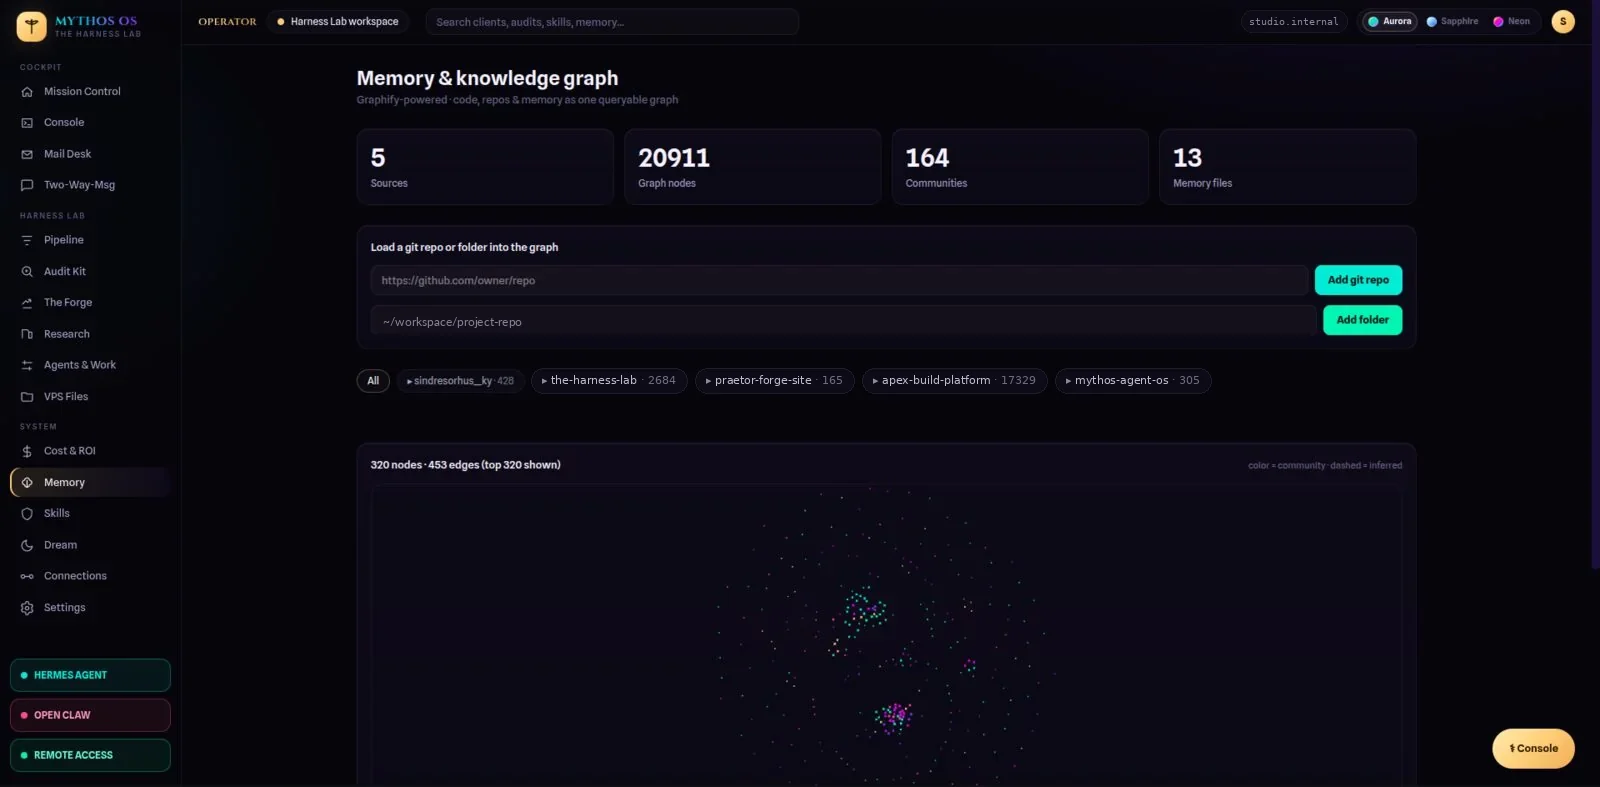 MYTHOS OS
THE HARNESS LAB
OPERATOR
Harness Lab workspace
Search clients, audits, skills, memory...
studio.internal
Aurora
Sapphire
Neon
S
COCKPIT
Mission Control
Console
Mail Desk
Two-Way-Msg
HARNESS LAB
Pipeline
Audit Kit
The Forge
Research
Agents & Work
VPS Files
SYSTEM
Cost & ROI
Memory
Skills
Dream
Connections
Settings
HERMES AGENT
OPEN CLAW
REMOTE ACCESS
Memory & knowledge graph
Graphify-powered · code, repos & memory as one queryable graph
5
Sources
20911
Graph nodes
164
Communities
13
Memory files
Load a git repo or folder into the graph
https://github.com/owner/repo
Add git repo
~/workspace/project-repo
Add folder
All
▸ sindresorhus__ky · 428
▸ the-harness-lab · 2684
▸ praetor-forge-site · 165
▸ apex-build-platform · 17329
▸ mythos-agent-os · 305
320 nodes · 453 edges (top 320 shown)
color = community · dashed = inferred
Console